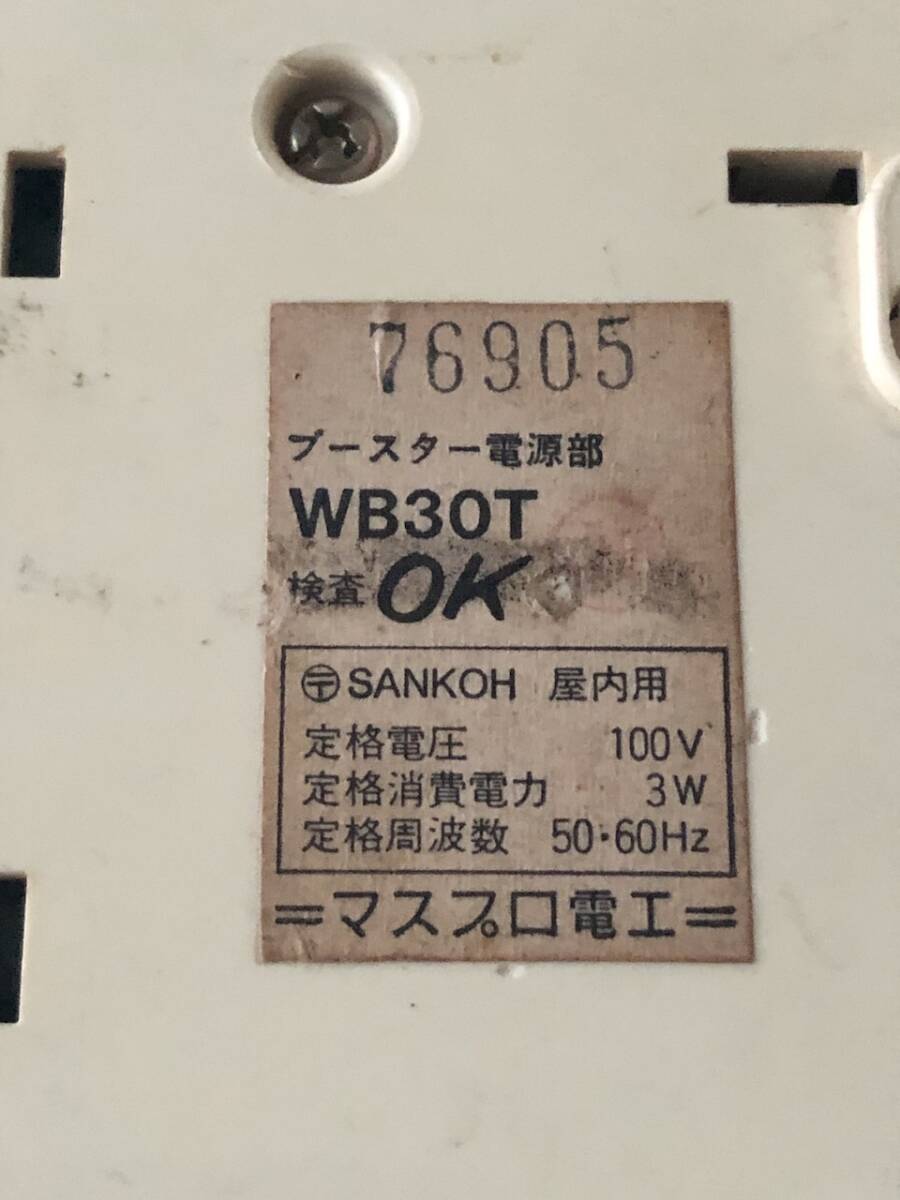 76905
ブースター電源部
WB30T
検査 OK
〒 SANKOH 屋内用
定格電圧 100V
定格消費電力 3W
定格周波数 50・60Hz
=マスプロ電工=